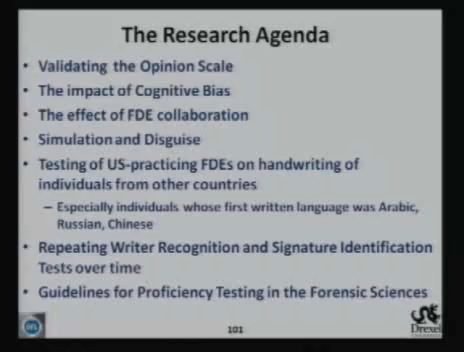 The Research Agenda
• Validating the Opinion Scale
• The impact of Cognitive Bias
• The effect of FDE collaboration
• Simulation and Disguise
• Testing of US-practicing FDEs on handwriting of
individuals from other countries
– Especially individuals whose first written language was Arabic,
Russian, Chinese
• Repeating Writer Recognition and Signature Identification
Tests over time
• Guidelines for Proficiency Testing in the Forensic Sciences
101
Drexel